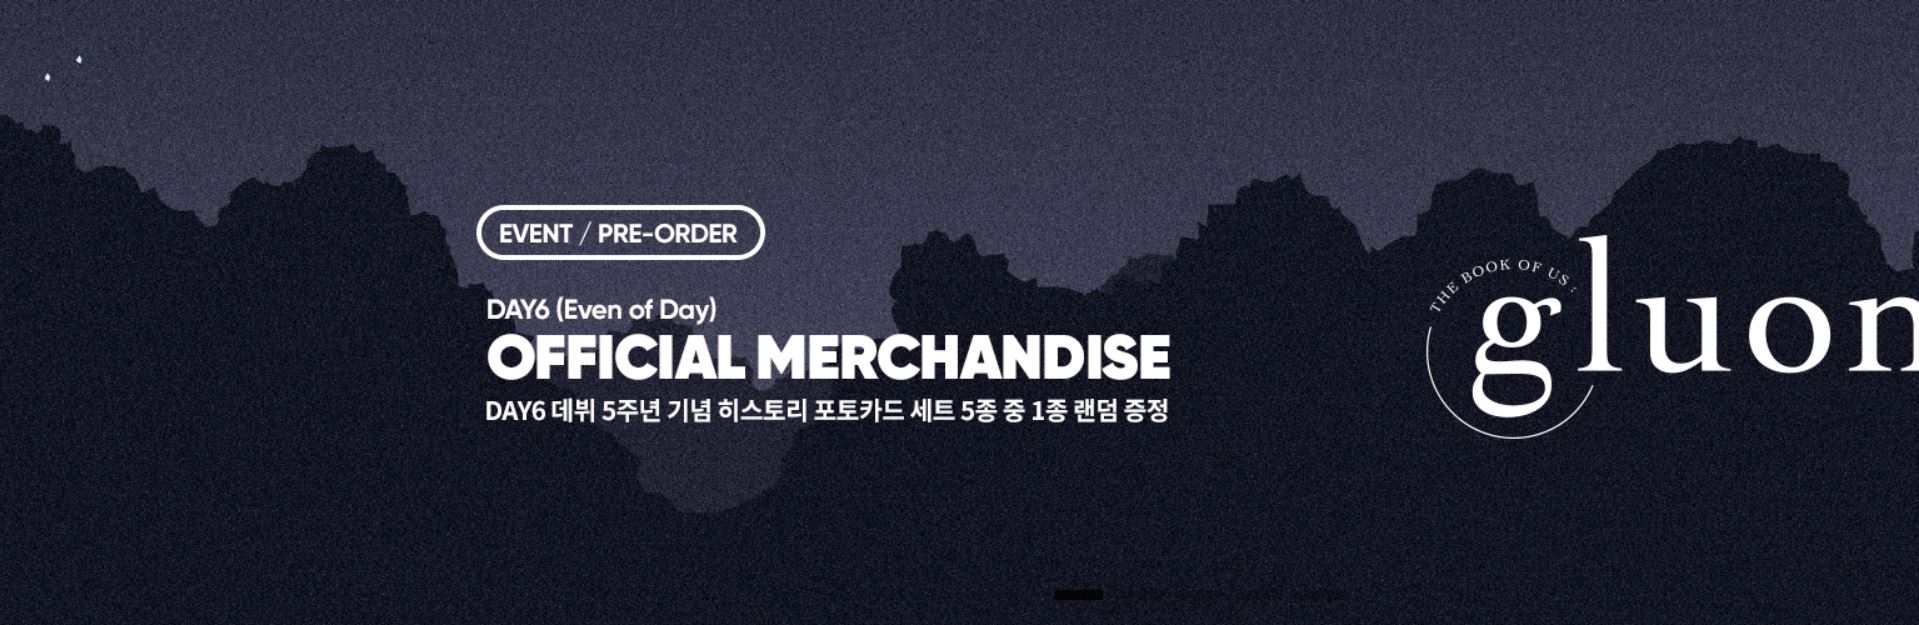 EVENT / PRE-ORDER
DAY6 (Even of Day)
OFFICIAL MERCHANDISE
DAY6 데뷔 5주년 기념 히스토리 포토카드 세트 5종 중 1종 랜덤 증정
THE BOOK OF US :
gluon